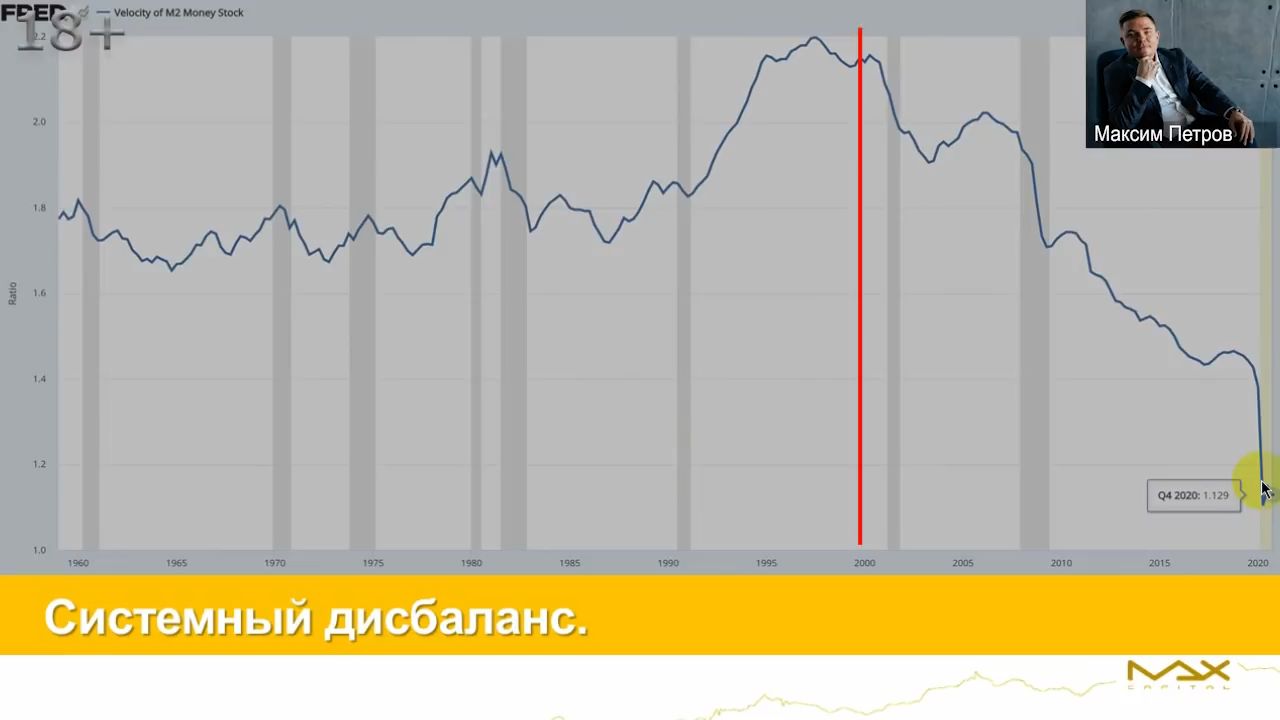 FRED
Velocity of M2 Money Stock
18+
2.2
2.0
1.8
1.6
1.4
1.2
1.0
Ratio
Максим Петров
Q4 2020: 1.129
1960 1965 1970 1975 1980 1985 1990 1995 2000 2005 2010 2015 2020
Системный дисбаланс.
MAX
CAPITAL